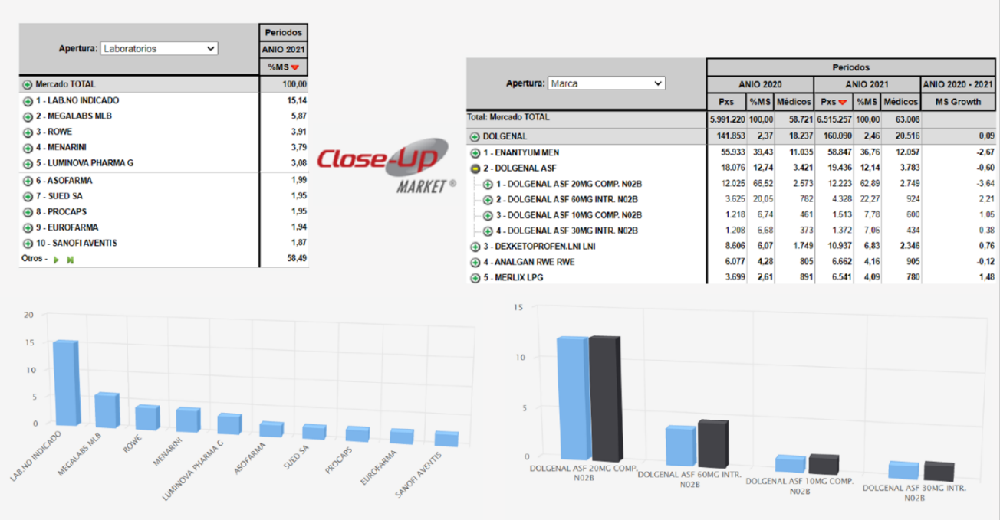 Apertura: Laboratorios
Periodos
ANIO 2021
%MS
Mercado TOTAL 100,00
1 - LAB.NO INDICADO 15,14
2 - MEGALABS MLB 5,87
3 - ROWE 3,91
4 - MENARINI 3,79
5 - LUMINOVA PHARMA G 3,08
6 - ASOFARMA 1,99
7 - SUED SA 1,95
8 - PROCAPS 1,95
9 - EUROFARMA 1,94
10 - SANOFI AVENTIS 1,87
Otros - 58,49
Close-Up
MARKET ®
Apertura: Marca
Periodos
ANIO 2020 ANIO 2021 ANIO 2020 - 2021
Pxs %MS Médicos Pxs %MS Médicos MS Growth
Total: Mercado TOTAL 5.991.220 100,00 58.721 6.515.257 100,00 63.008
DOLGENAL 141.853 2,37 18.237 160.090 2,46 20.516 0,09
1 - ENANTYUM MEN 55.933 39,43 11.035 58.847 36,76 12.057 -2,67
2 - DOLGENAL ASF 18.076 12,74 3.421 19.436 12,14 3.783 -0,60
1 - DOLGENAL ASF 20MG COMP. N02B 12.025 66,52 2.573 12.223 62,89 2.749 -3,64
2 - DOLGENAL ASF 60MG INTR. N02B 3.625 20,05 782 4.328 22,27 924 2,21
3 - DOLGENAL ASF 10MG COMP. N02B 1.218 6,74 461 1.513 7,78 600 1,05
4 - DOLGENAL ASF 30MG INTR. N02B 1.208 6,68 373 1.372 7,06 434 0,38
3 - DEXKETOPROFEN.LNI LNI 8.606 6,07 1.749 10.937 6,83 2.346 0,76
4 - ANALGAN RWE RWE 6.077 4,28 805 6.662 4,16 905 -0,12
5 - MERLIX LPG 3.699 2,61 891 6.541 4,09 780 1,48
20
15
10
5
0
LAB.NO INDICADO
MEGALABS MLB
ROWE
MENARINI
LUMINOVA PHARMA G
ASOFARMA
SUED SA
PROCAPS
EUROFARMA
SANOFI AVENTIS
15
10
5
0
DOLGENAL ASF 20MG COMP.
N02B
DOLGENAL ASF 60MG INTR.
N02B
DOLGENAL ASF 10MG COMP.
N02B
DOLGENAL ASF 30MG INTR.
N02B